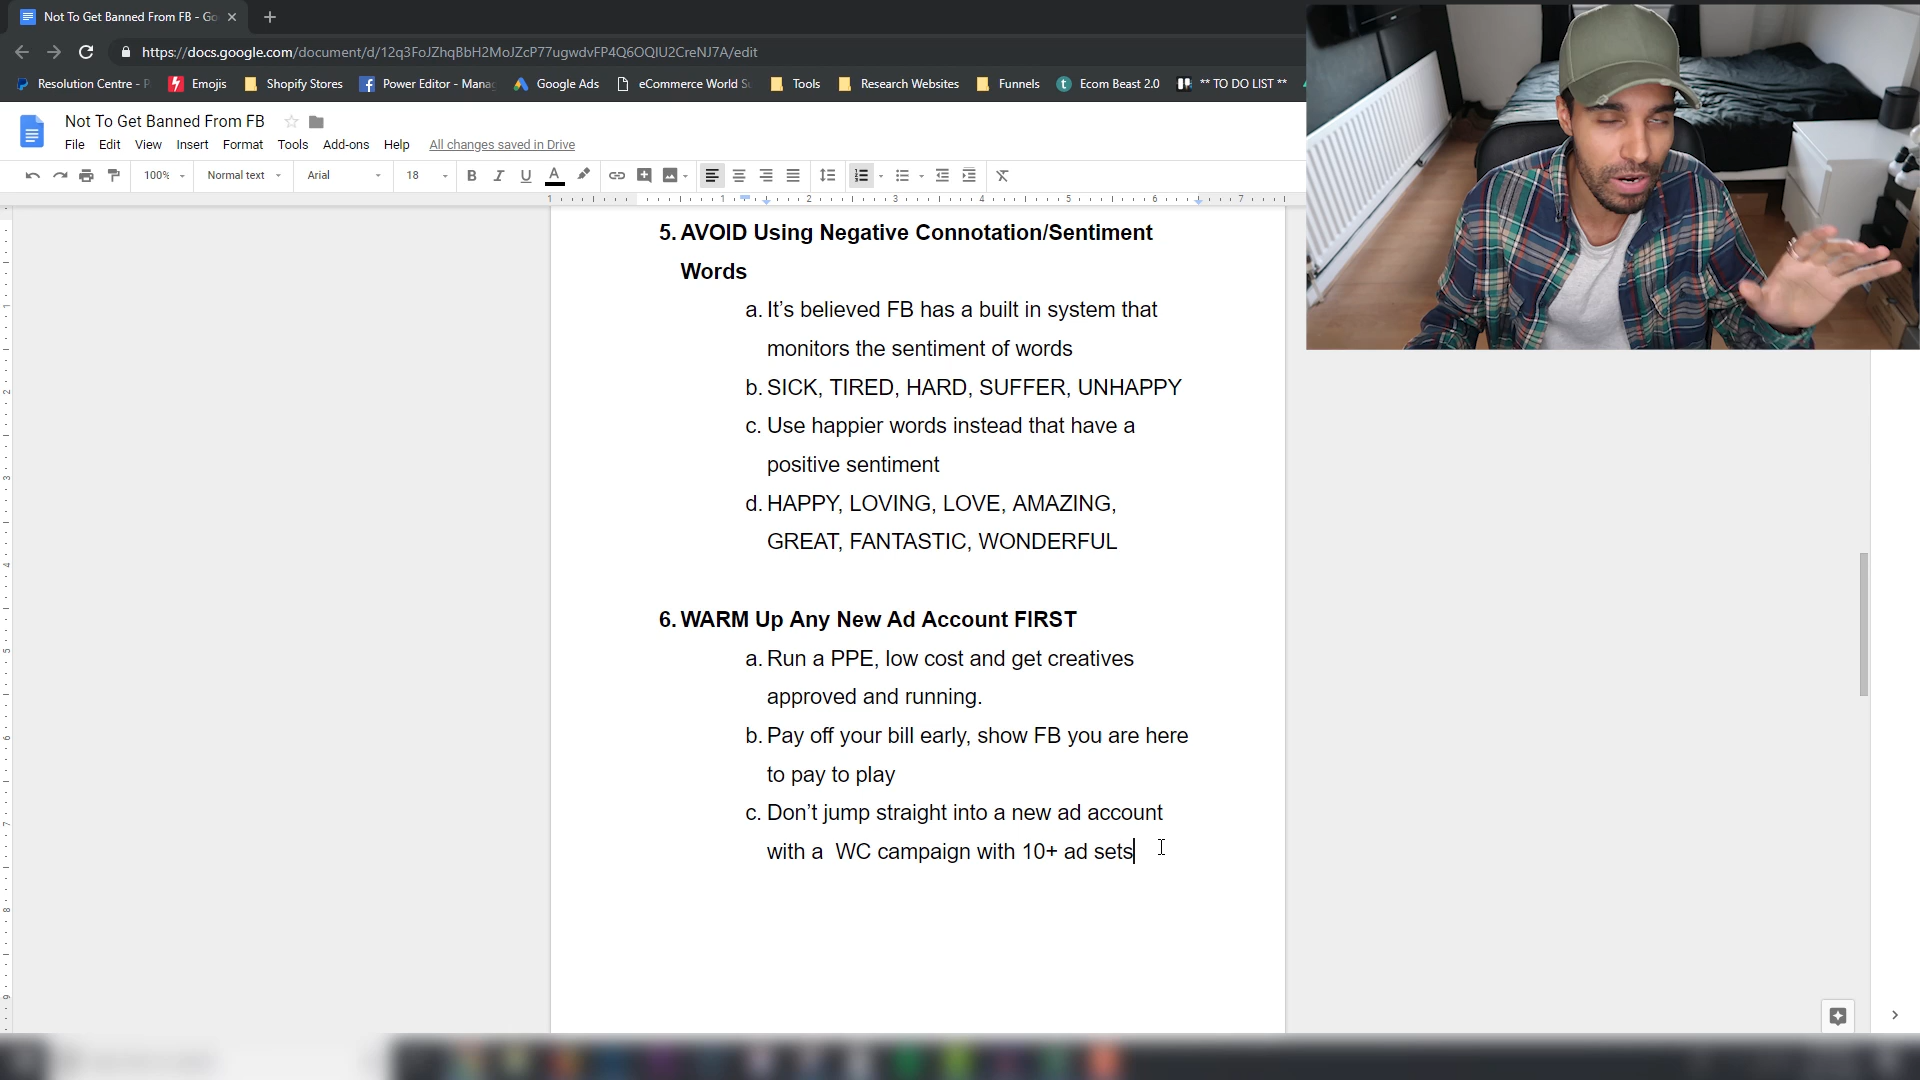 Not To Get Banned From FB - Go
https://docs.google.com/document/d/12q3FoJZhqBbH2MoJZcP77ugwdvFP4Q6OQIU2CreNJ7A/edit
Resolution Centre - P Emojis Shopify Stores Power Editor - Manag Google Ads eCommerce World Su Tools Research Websites Funnels Ecom Beast 2.0 ** TO DO LIST **
Not To Get Banned From FB
File Edit View Insert Format Tools Add-ons Help All changes saved in Drive
100% Normal text Arial 18
5. AVOID Using Negative Connotation/Sentiment
Words
a. It’s believed FB has a built in system that
monitors the sentiment of words
b. SICK, TIRED, HARD, SUFFER, UNHAPPY
c. Use happier words instead that have a
positive sentiment
d. HAPPY, LOVING, LOVE, AMAZING,
GREAT, FANTASTIC, WONDERFUL
6. WARM Up Any New Ad Account FIRST
a. Run a PPE, low cost and get creatives
approved and running.
b. Pay off your bill early, show FB you are here
to pay to play
c. Don’t jump straight into a new ad account
with a  WC campaign with 10+ ad sets